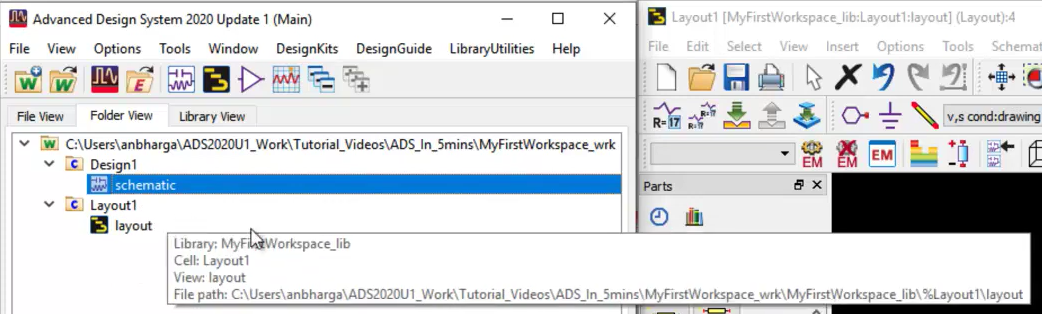 Advanced Design System 2020 Update 1 (Main)
File View Options Tools Window DesignKits DesignGuide LibraryUtilities Help
W W E
File View Folder View Library View
W C:\Users\anbharga\ADS2020U1_Work\Tutorial_Videos\ADS_In_5mins\MyFirstWorkspace_wrk
C Design1
schematic
C Layout1
layout
Library: MyFirstWorkspace_lib
Cell: Layout1
View: layout
File path: C:\Users\anbharga\ADS2020U1_Work\Tutorial_Videos\ADS_In_5mins\MyFirstWorkspace_wrk\MyFirstWorkspace_lib\%Layout1\layout
Layout1 [MyFirstWorkspace_lib:Layout1:layout] (Layout):4
File Edit Select View Insert Options Tools Schemat
R=17 v,s cond:drawing
EM EM EM
Parts